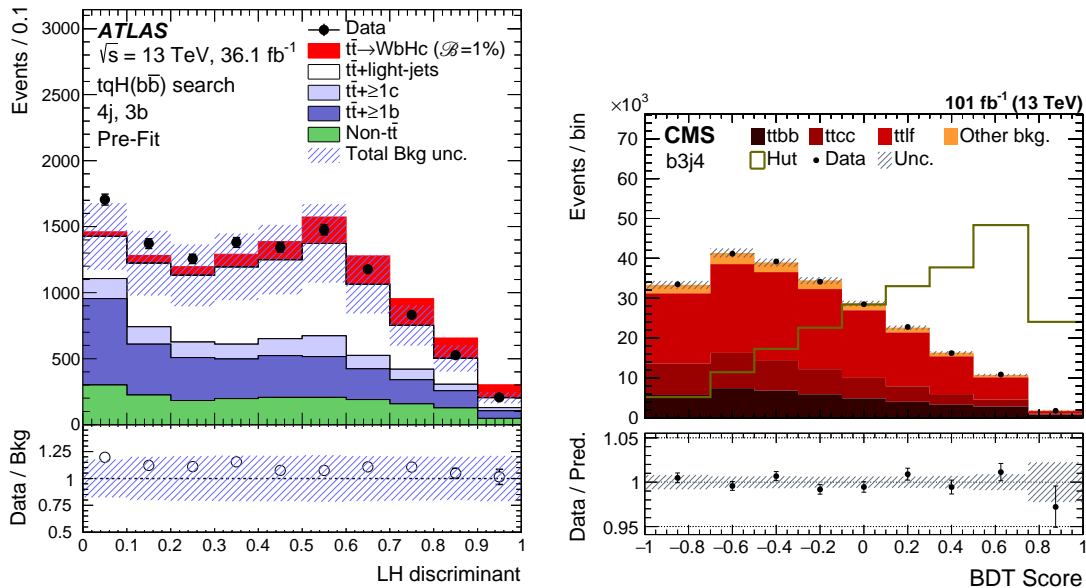 ATLAS
√s = 13 TeV, 36.1 fb⁻¹
tqH(bb̅) search
4j, 3b
Pre-Fit
Data
tt̅→WbHc (ℬ=1%)
tt̅+light-jets
tt̅+≥1c
tt̅+≥1b
Non-tt̅
Total Bkg unc.
Events / 0.1
3000
2500
2000
1500
1000
500
0
Data / Bkg
1.25
1
0.75
0.5
0 0.1 0.2 0.3 0.4 0.5 0.6 0.7 0.8 0.9 1
LH discriminant
×10³
101 fb⁻¹ (13 TeV)
CMS
b3j4
ttbb ttcc ttlf Other bkg.
Hut Data Unc.
Events / bin
70
60
50
40
30
20
10
0
Data / Pred.
1.05
1.00
0.95
−1 −0.8 −0.6 −0.4 −0.2 0 0.2 0.4 0.6 0.8 1
BDT Score